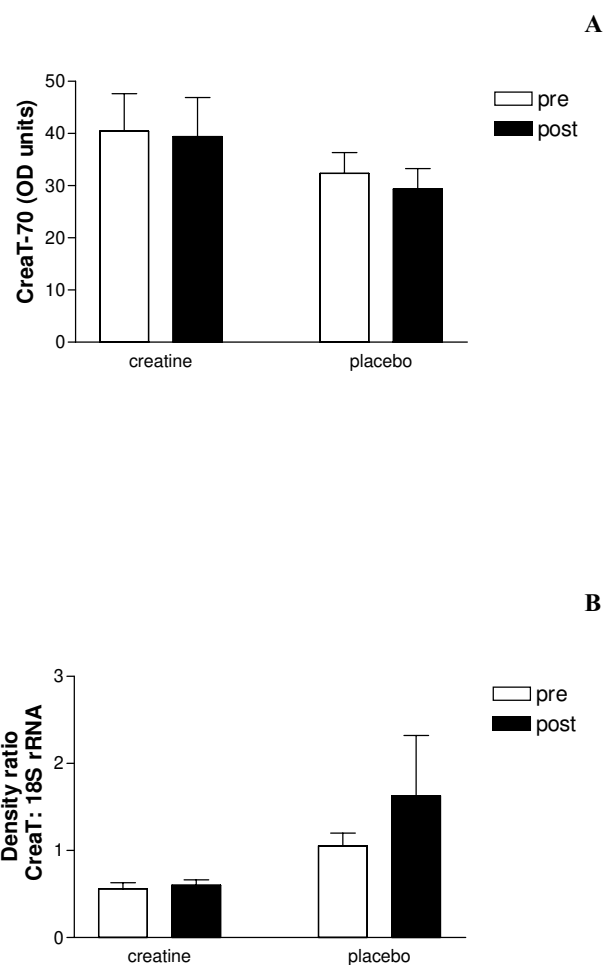 A
CreaT-70 (OD units)
50
40
30
20
10
0
creatine
placebo
pre
post
B
Density ratio
CreaT: 18S rRNA
3
2
1
0
creatine
placebo
pre
post